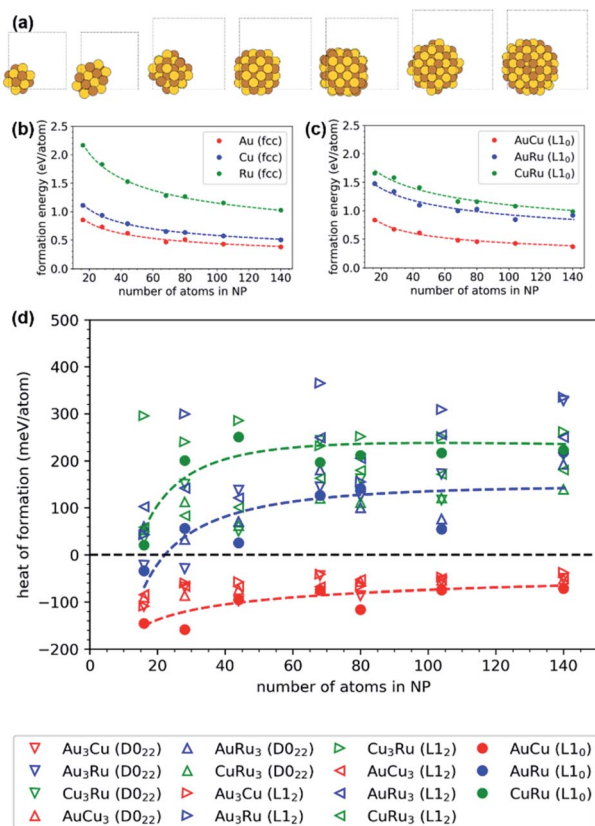 (a)
(b)
formation energy (eV/atom)
2.5
2.0
1.5
1.0
0.5
0.0
Au (fcc)
Cu (fcc)
Ru (fcc)
20 40 60 80 100 120 140
number of atoms in NP
(c)
formation energy (eV/atom)
2.5
2.0
1.5
1.0
0.5
0.0
AuCu (L1₀)
AuRu (L1₀)
CuRu (L1₀)
20 40 60 80 100 120 140
number of atoms in NP
(d)
heat of formation (meV/atom)
500
400
300
200
100
0
−100
−200
0 20 40 60 80 100 120 140
number of atoms in NP
Au₃Cu (D0₂₂) AuRu₃ (D0₂₂) Cu₃Ru (L1₂) AuCu (L1₀)
Au₃Ru (D0₂₂) CuRu₃ (D0₂₂) AuCu₃ (L1₂) AuRu (L1₀)
Cu₃Ru (D0₂₂) Au₃Cu (L1₂) AuRu₃ (L1₂) CuRu (L1₀)
AuCu₃ (D0₂₂) Au₃Ru (L1₂) CuRu₃ (L1₂)